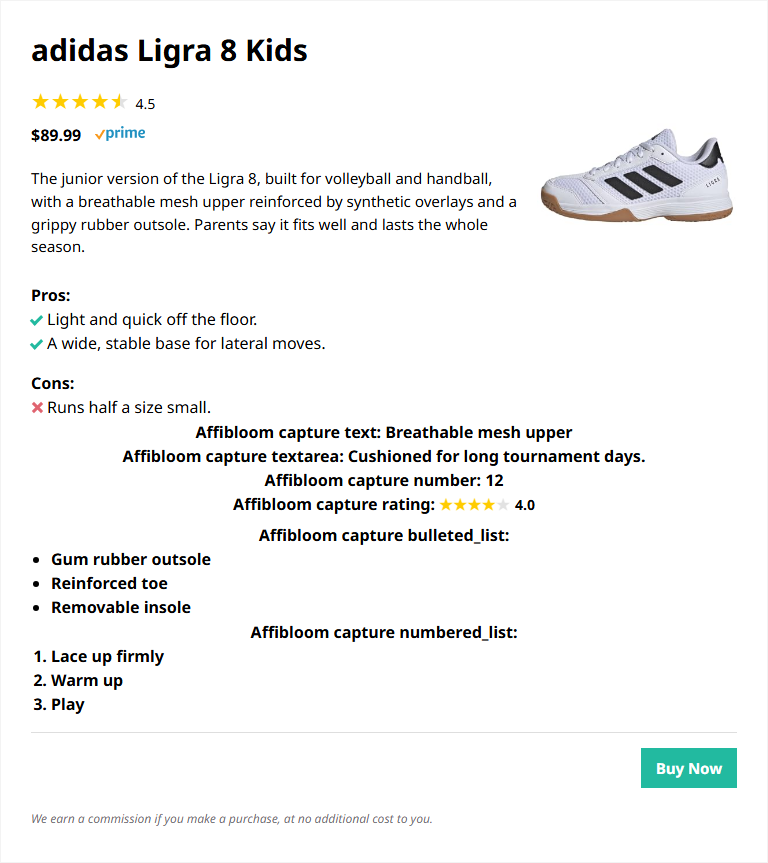 adidas Ligra 8 Kids
4.5
$89.99 prime
The junior version of the Ligra 8, built for volleyball and handball,
with a breathable mesh upper reinforced by synthetic overlays and a
grippy rubber outsole. Parents say it fits well and lasts the whole
season.
LIGRA
Pros:
Light and quick off the floor.
A wide, stable base for lateral moves.
Cons:
Runs half a size small.
Affibloom capture text: Breathable mesh upper
Affibloom capture textarea: Cushioned for long tournament days.
Affibloom capture number: 12
Affibloom capture rating: 4.0
Affibloom capture bulleted_list:
• Gum rubber outsole
• Reinforced toe
• Removable insole
Affibloom capture numbered_list:
1. Lace up firmly
2. Warm up
3. Play
Buy Now
We earn a commission if you make a purchase, at no additional cost to you.